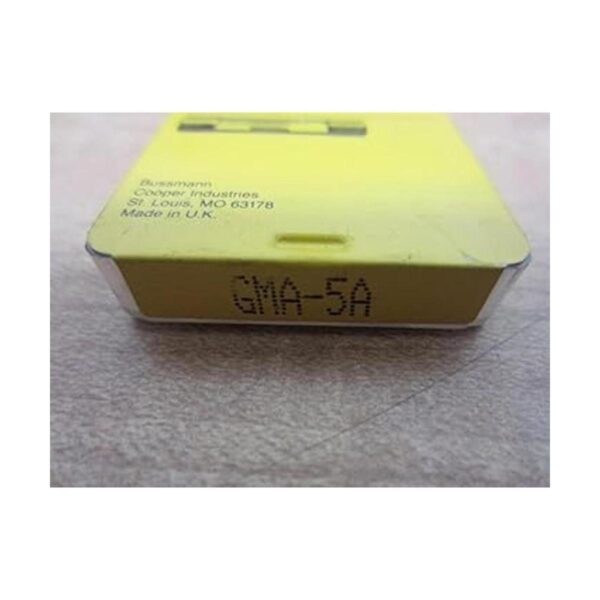 Bussmann
Cooper Industries
St. Louis, MO 63178
Made in U.K.
GMA-5A